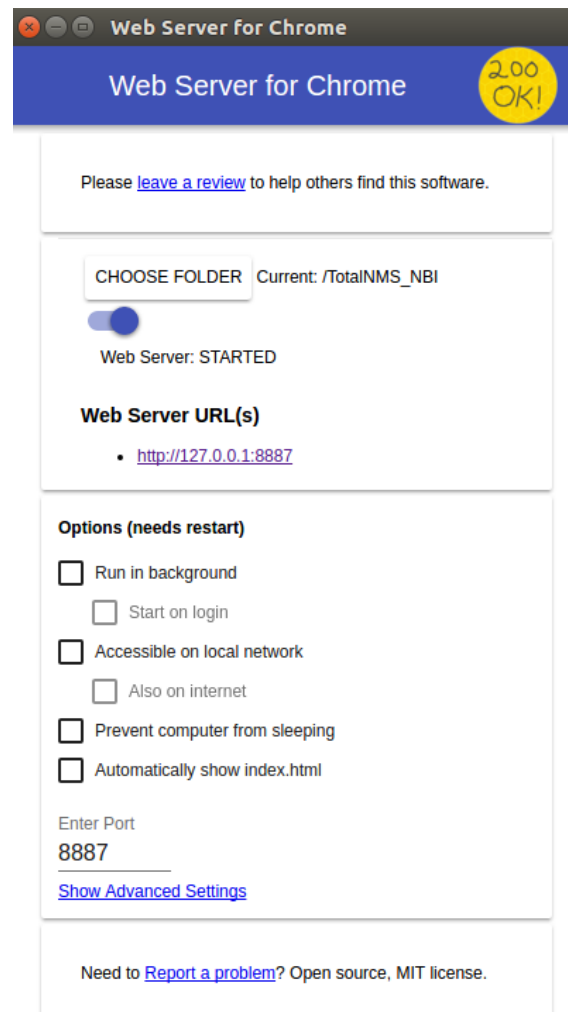 Web Server for Chrome
Web Server for Chrome
200
OK!
Please leave a review to help others find this software.
CHOOSE FOLDER Current: /TotalNMS_NBI
Web Server: STARTED
Web Server URL(s)
• http://127.0.0.1:8887
Options (needs restart)
Run in background
Start on login
Accessible on local network
Also on internet
Prevent computer from sleeping
Automatically show index.html
Enter Port
8887
Show Advanced Settings
Need to Report a problem? Open source, MIT license.